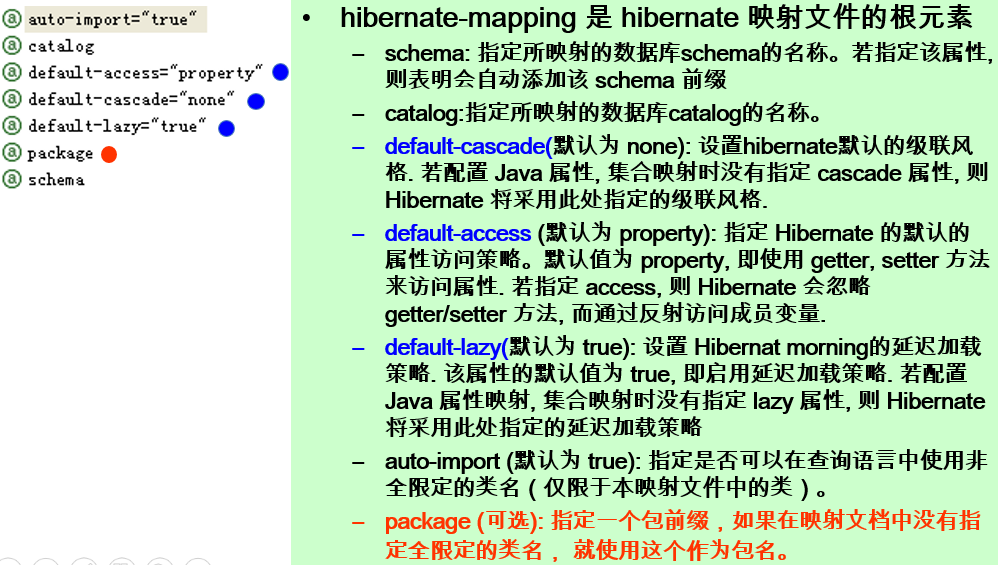 auto-import="true"
catalog
default-access="property"
default-cascade="none"
default-lazy="true"
package
schema
• hibernate-mapping 是 hibernate 映射文件的根元素
– schema: 指定所映射的数据库schema的名称。若指定该属性,
则表明会自动添加该 schema 前缀
– catalog:指定所映射的数据库catalog的名称。
– default-cascade(默认为 none): 设置hibernate默认的级联风
格. 若配置 Java 属性, 集合映射时没有指定 cascade 属性, 则
Hibernate 将采用此处指定的级联风格.
– default-access (默认为 property): 指定 Hibernate 的默认的
属性访问策略。默认值为 property, 即使用 getter, setter 方法
来访问属性. 若指定 access, 则 Hibernate 会忽略
getter/setter 方法, 而通过反射访问成员变量.
– default-lazy(默认为 true): 设置 Hibernat morning的延迟加载
策略. 该属性的默认值为 true, 即启用延迟加载策略. 若配置
Java 属性映射, 集合映射时没有指定 lazy 属性, 则 Hibernate
将采用此处指定的延迟加载策略
– auto-import (默认为 true): 指定是否可以在查询语言中使用非
全限定的类名（仅限于本映射文件中的类）。
– package (可选): 指定一个包前缀，如果在映射文档中没有指
定全限定的类名， 就使用这个作为包名。